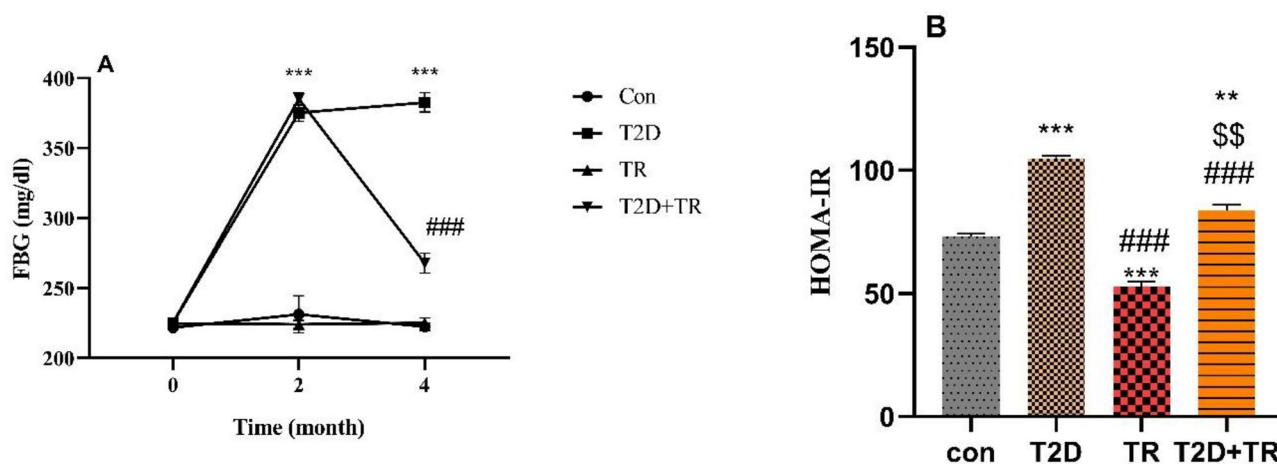 A
*** ***
400
350
300
250
200
###
0 2 4
Time (month)
FBG (mg/dl)
Con
T2D
TR
T2D+TR
B
150
100
50
0
HOMA-IR
***
###
***
**
$$
###
con T2D TR T2D+TR